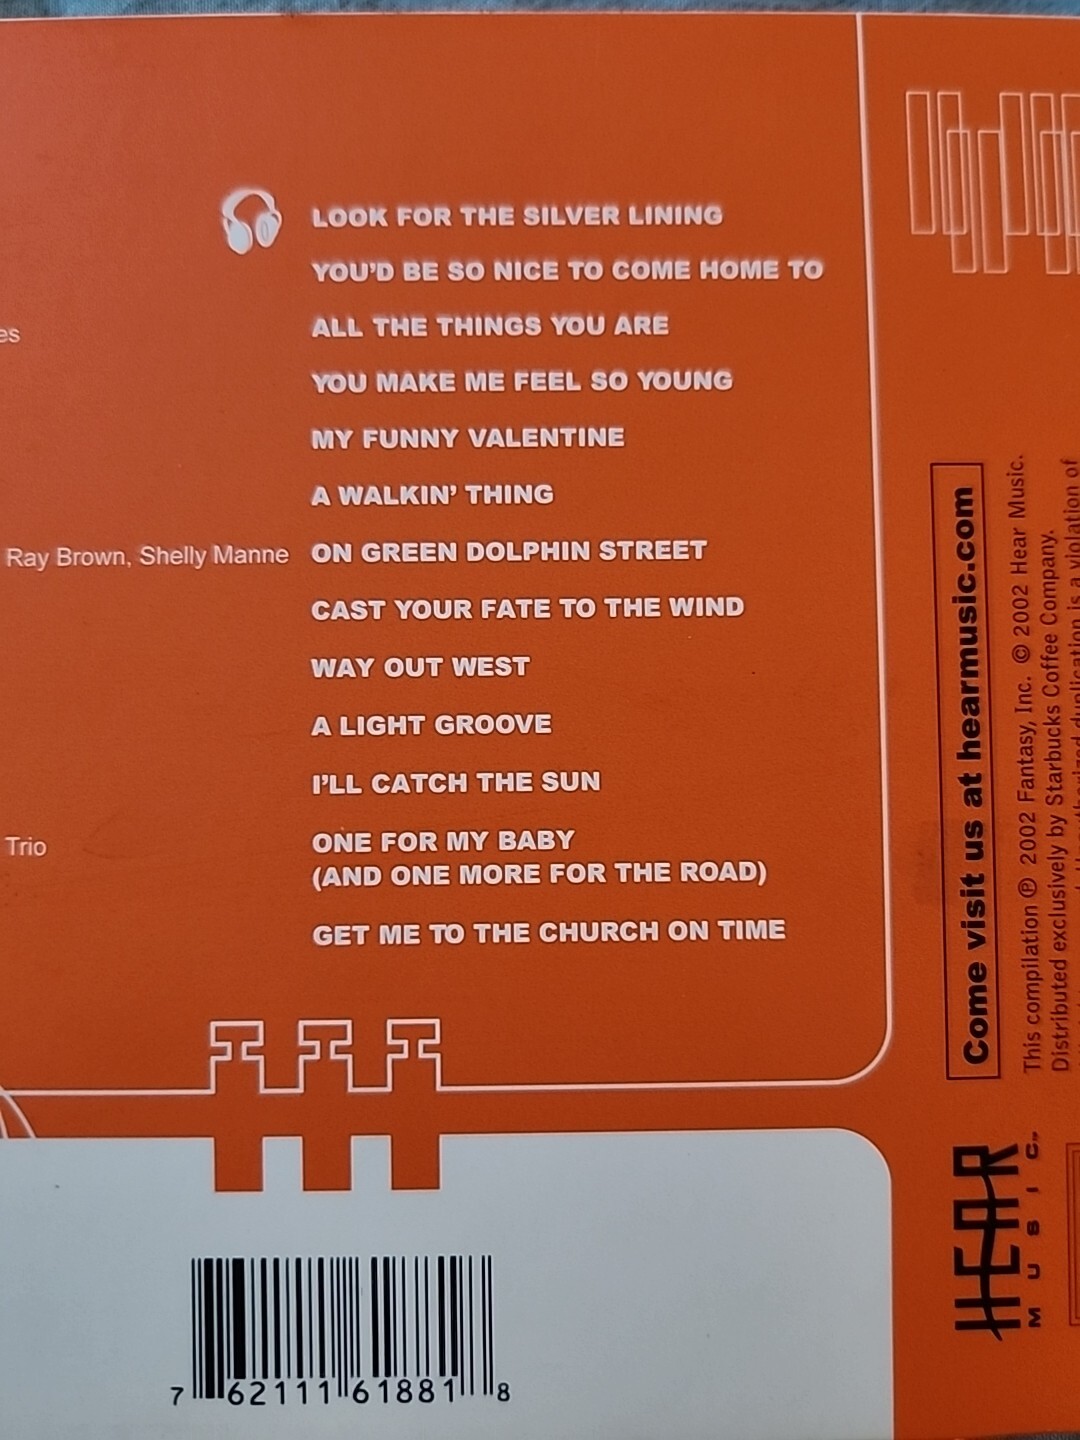 LOOK FOR THE SILVER LINING
YOU'D BE SO NICE TO COME HOME TO
es
ALL THE THINGS YOU ARE
YOU MAKE ME FEEL SO YOUNG
MY FUNNY VALENTINE
A WALKIN' THING
Ray Brown, Shelly Manne ON GREEN DOLPHIN STREET
CAST YOUR FATE TO THE WIND
WAY OUT WEST
A LIGHT GROOVE
I'LL CATCH THE SUN
Trio ONE FOR MY BABY
(AND ONE MORE FOR THE ROAD)
GET ME TO THE CHURCH ON TIME
7 62111 61881 8
Come visit us at hearmusic.com
This compilation ℗ 2002 Fantasy, Inc. © 2002 Hear Music.
Distributed exclusively by Starbucks Coffee Company.
duplication is a violation of
HEAR
MUSIC